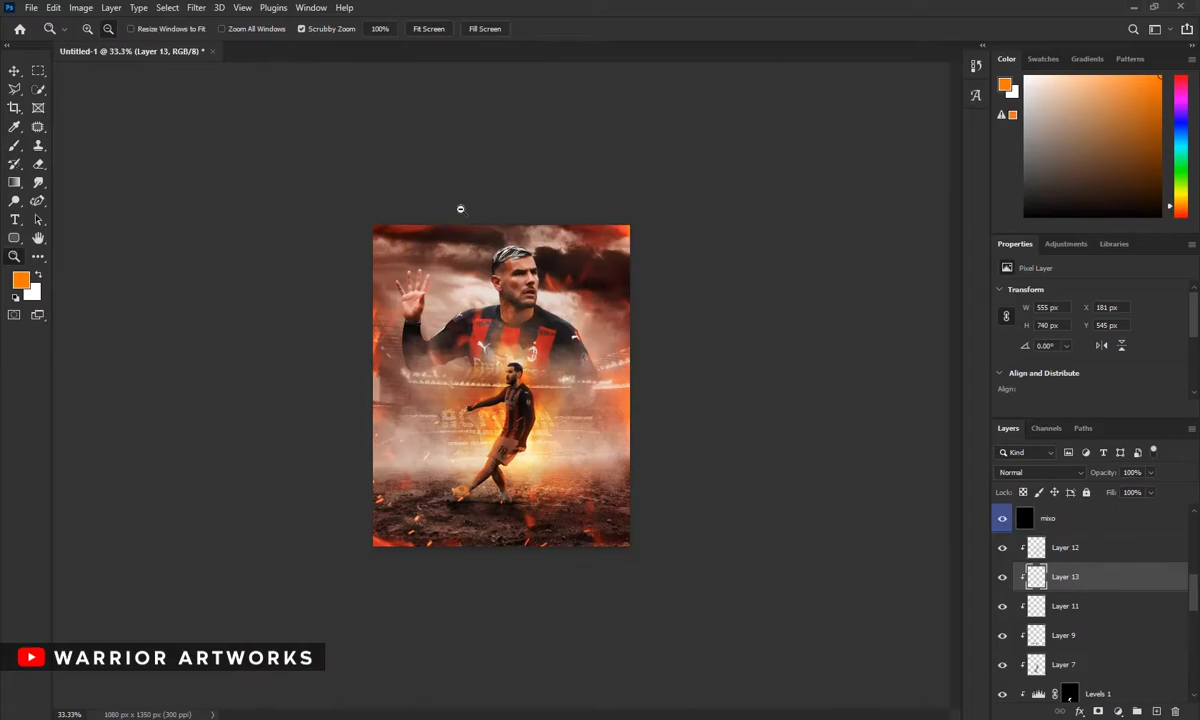 Ps File Edit Image Layer Type Select Filter 3D View Plugins Window Help
Resize Windows to Fit Zoom All Windows Scrubby Zoom 100% Fit Screen Fill Screen
Untitled-1 @ 33.3% (Layer 13, RGB/8) *
Color Swatches Gradients Patterns
Properties Adjustments Libraries
Pixel Layer
Transform
W 555 px X 181 px
H 740 px Y 545 px
0.00°
Align and Distribute
Align:
Layers Channels Paths
Kind
Normal Opacity: 100%
Lock: Fill: 100%
mixo
Layer 12
Layer 13
Layer 11
Layer 9
Layer 7
Levels 1
WARRIOR ARTWORKS
33.33% 1080 px x 1350 px (300 ppi)